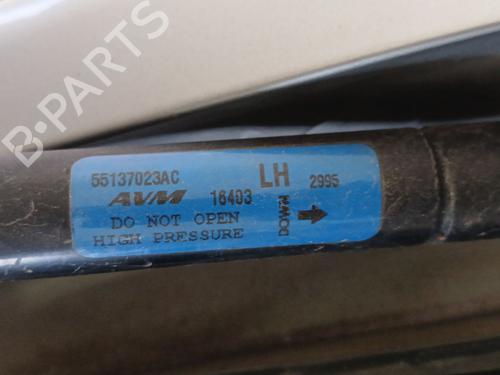 B-PARTS
55137023AC LH 2995
AVM 16403
DO NOT OPEN DOWN
HIGH PRESSURE